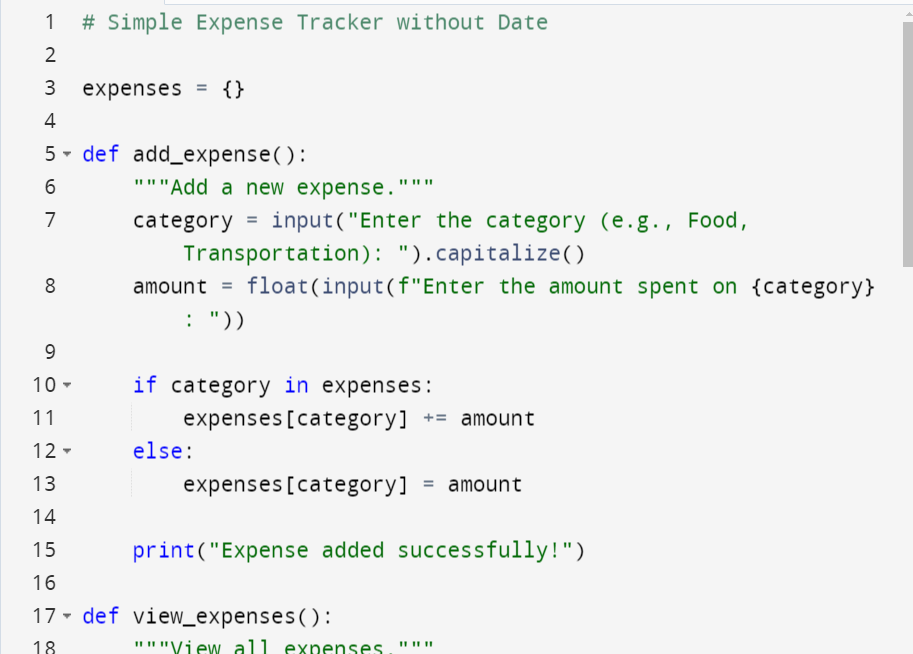 1 # Simple Expense Tracker without Date
2
3 expenses = {}
4
5 def add_expense():
6     """Add a new expense."""
7     category = input("Enter the category (e.g., Food,
        Transportation): ").capitalize()
8     amount = float(input(f"Enter the amount spent on {category}
        : "))
9
10     if category in expenses:
11         expenses[category] += amount
12     else:
13         expenses[category] = amount
14
15     print("Expense added successfully!")
16
17 def view_expenses():
18     """View all expenses."""